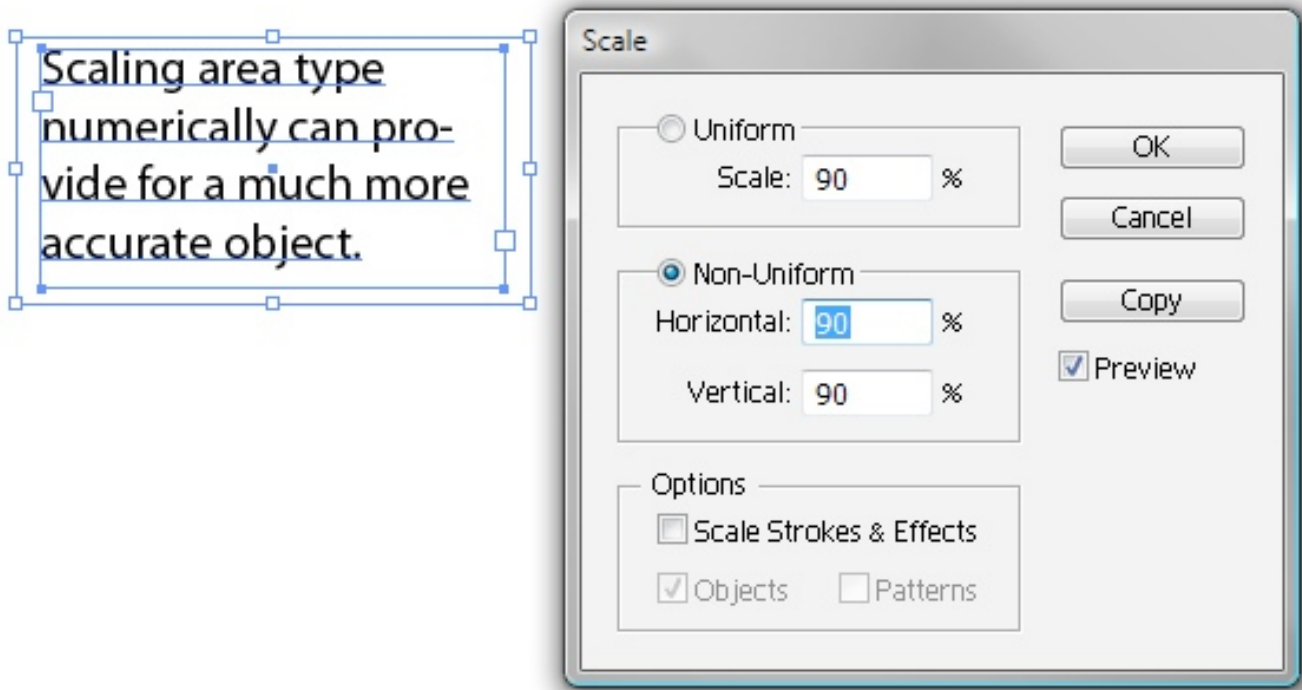 Scaling area type
numerically can pro-
vide for a much more
accurate object.
Scale
Uniform
Scale: 90 %
Non-Uniform
Horizontal: 90 %
Vertical: 90 %
Options
Scale Strokes & Effects
Objects Patterns
OK
Cancel
Copy
Preview